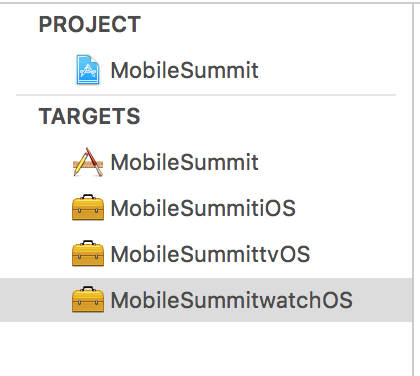 PROJECT
MobileSummit
TARGETS
MobileSummit
MobileSummitiOS
MobileSummittvOS
MobileSummitwatchOS